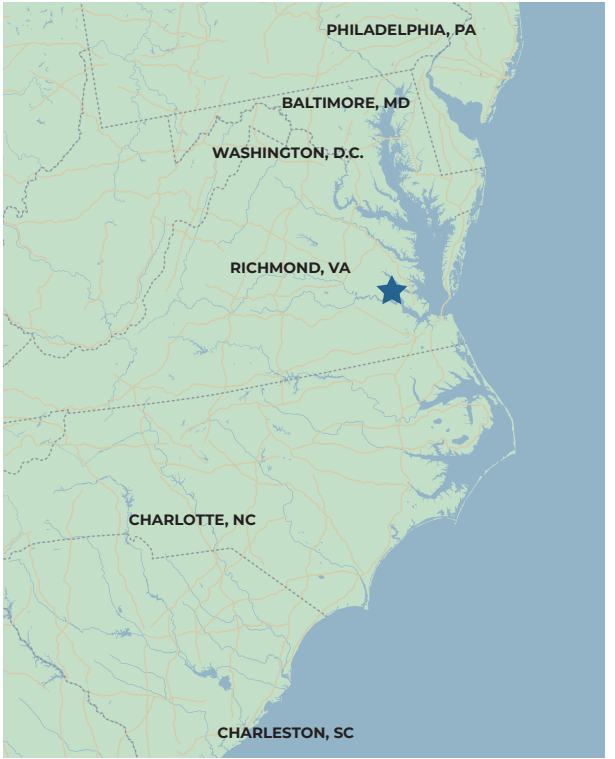 PHILADELPHIA, PA
BALTIMORE, MD
WASHINGTON, D.C.
RICHMOND, VA
CHARLOTTE, NC
CHARLESTON, SC